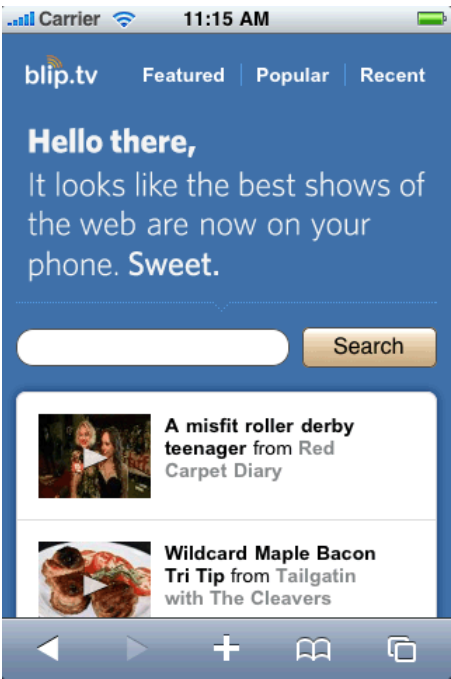 Carrier 11:15 AM
blip.tv Featured Popular Recent
Hello there,
It looks like the best shows of
the web are now on your
phone. Sweet.
Search
A misfit roller derby
teenager from Red
Carpet Diary
Wildcard Maple Bacon
Tri Tip from Tailgatin
with The Cleavers